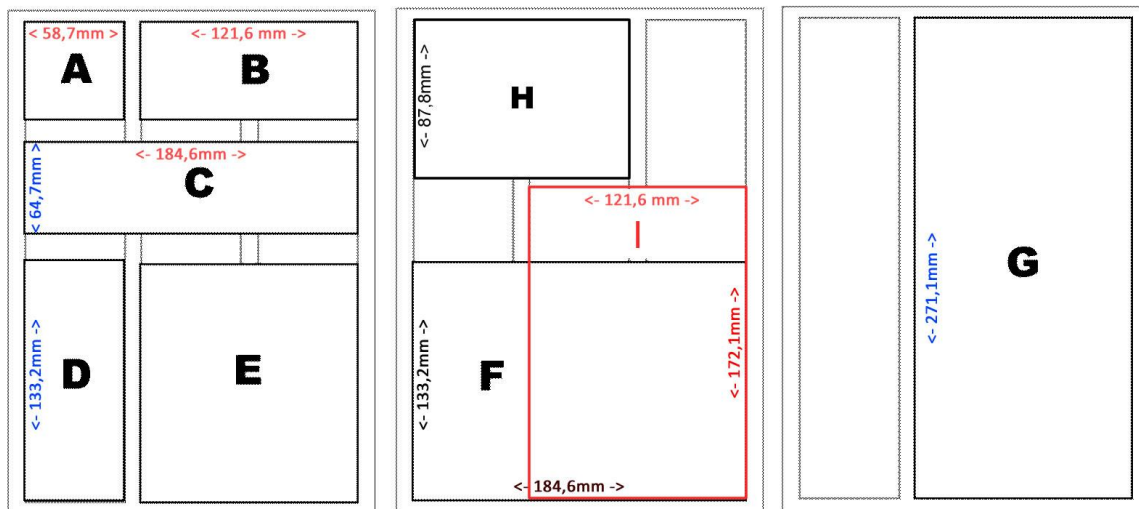 < 58,7mm >
A
<- 121,6 mm ->
B
<- 184,6mm ->
C
< 64,7mm >
D
<- 133,2mm ->
E
H
<- 87,8mm ->
<- 121,6 mm ->
I
F
<- 133,2mm ->
<- 172,1mm ->
<- 184,6mm ->
G
<- 271,1mm ->